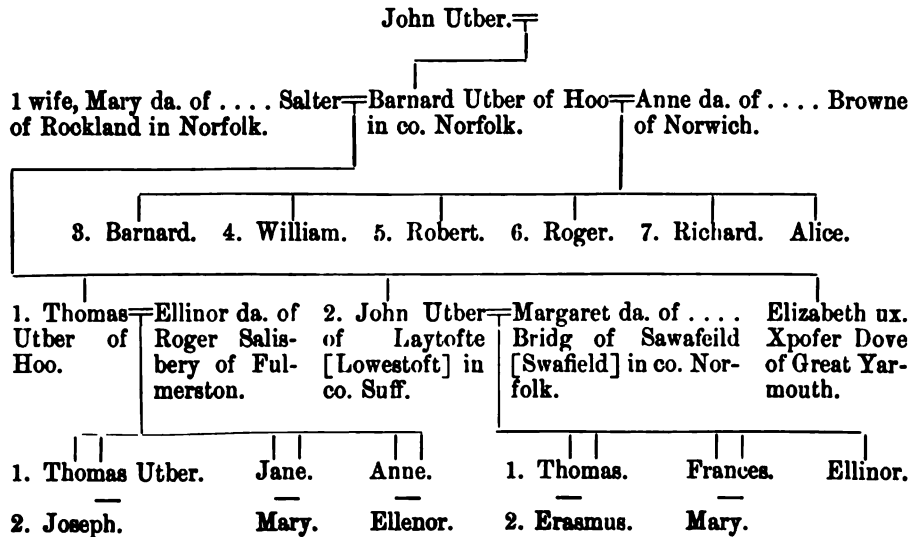 John Utber.
1 wife, Mary da. of .... Salter Barnard Utber of Hoo Anne da. of .... Browne
of Rockland in Norfolk. in co. Norfolk. of Norwich.
3. Barnard. 4. William. 5. Robert. 6. Roger. 7. Richard. Alice.
1. Thomas Ellinor da. of 2. John Utber Margaret da. of .... Elizabeth ux.
Utber of Roger Salis- of Laytofte Bridg of Sawafeild Xpofer Dove
Hoo. bery of Ful- [Lowestoft] in [Swafield] in co. Nor- of Great Yar-
merston. co. Suff. folk. mouth.
1. Thomas Utber. Jane. Anne. 1. Thomas. Frances. Ellinor.
2. Joseph. Mary. Ellenor. 2. Erasmus. Mary.